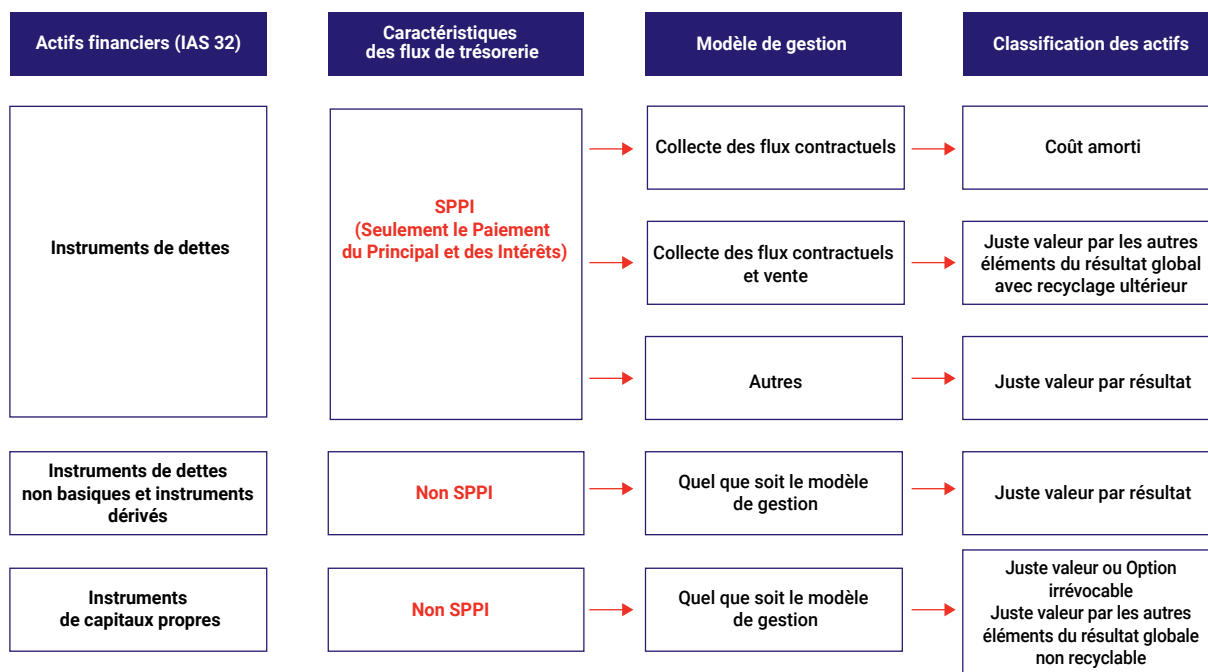 Actifs financiers (IAS 32)
Caractéristiques
des flux de trésorerie
Modèle de gestion
Classification des actifs
Instruments de dettes
SPPI
(Seulement le Paiement
du Principal et des Intérêts)
Collecte des flux contractuels
Coût amorti
Collecte des flux contractuels
et vente
Juste valeur par les autres
éléments du résultat global
avec recyclage ultérieur
Autres
Juste valeur par résultat
Instruments de dettes
non basiques et instruments
dérivés
Non SPPI
Quel que soit le modèle
de gestion
Juste valeur par résultat
Instruments
de capitaux propres
Non SPPI
Quel que soit le modèle
de gestion
Juste valeur ou Option
irrévocable
Juste valeur par les autres
éléments du résultat globale
non recyclable